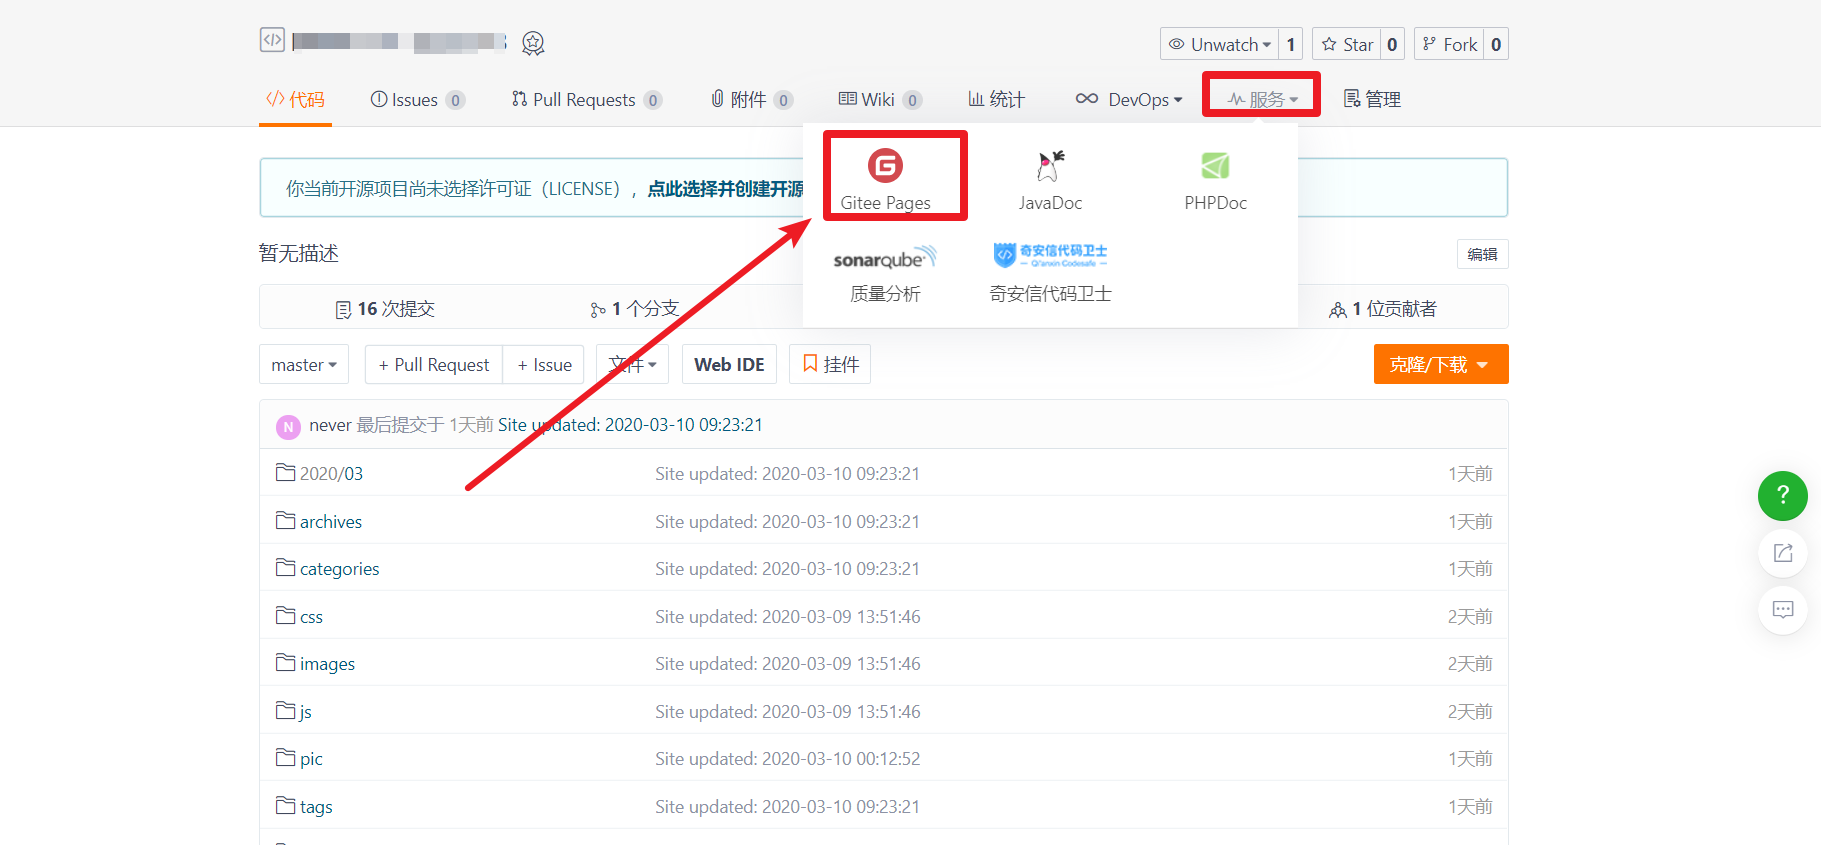 Unwatch 1 Star 0 Fork 0
代码 Issues 0 Pull Requests 0 附件 0 Wiki 0 统计 DevOps 服务 管理
你当前开源项目尚未选择许可证（LICENSE），点此选择并创建开源
Gitee Pages JavaDoc PHPDoc
sonarqube 奇安信代码卫士
Qi'anxin Codesafe
质量分析 奇安信代码卫士
暂无描述 编辑
16 次提交 1 个分支 1 位贡献者
master + Pull Request + Issue 文件 Web IDE 挂件 克隆/下载
N never 最后提交于 1天前 Site updated: 2020-03-10 09:23:21
2020/03 Site updated: 2020-03-10 09:23:21 1天前
archives Site updated: 2020-03-10 09:23:21 1天前
categories Site updated: 2020-03-10 09:23:21 1天前
css Site updated: 2020-03-09 13:51:46 2天前
images Site updated: 2020-03-09 13:51:46 2天前
js Site updated: 2020-03-09 13:51:46 2天前
pic Site updated: 2020-03-10 00:12:52 1天前
tags Site updated: 2020-03-10 09:23:21 1天前
?